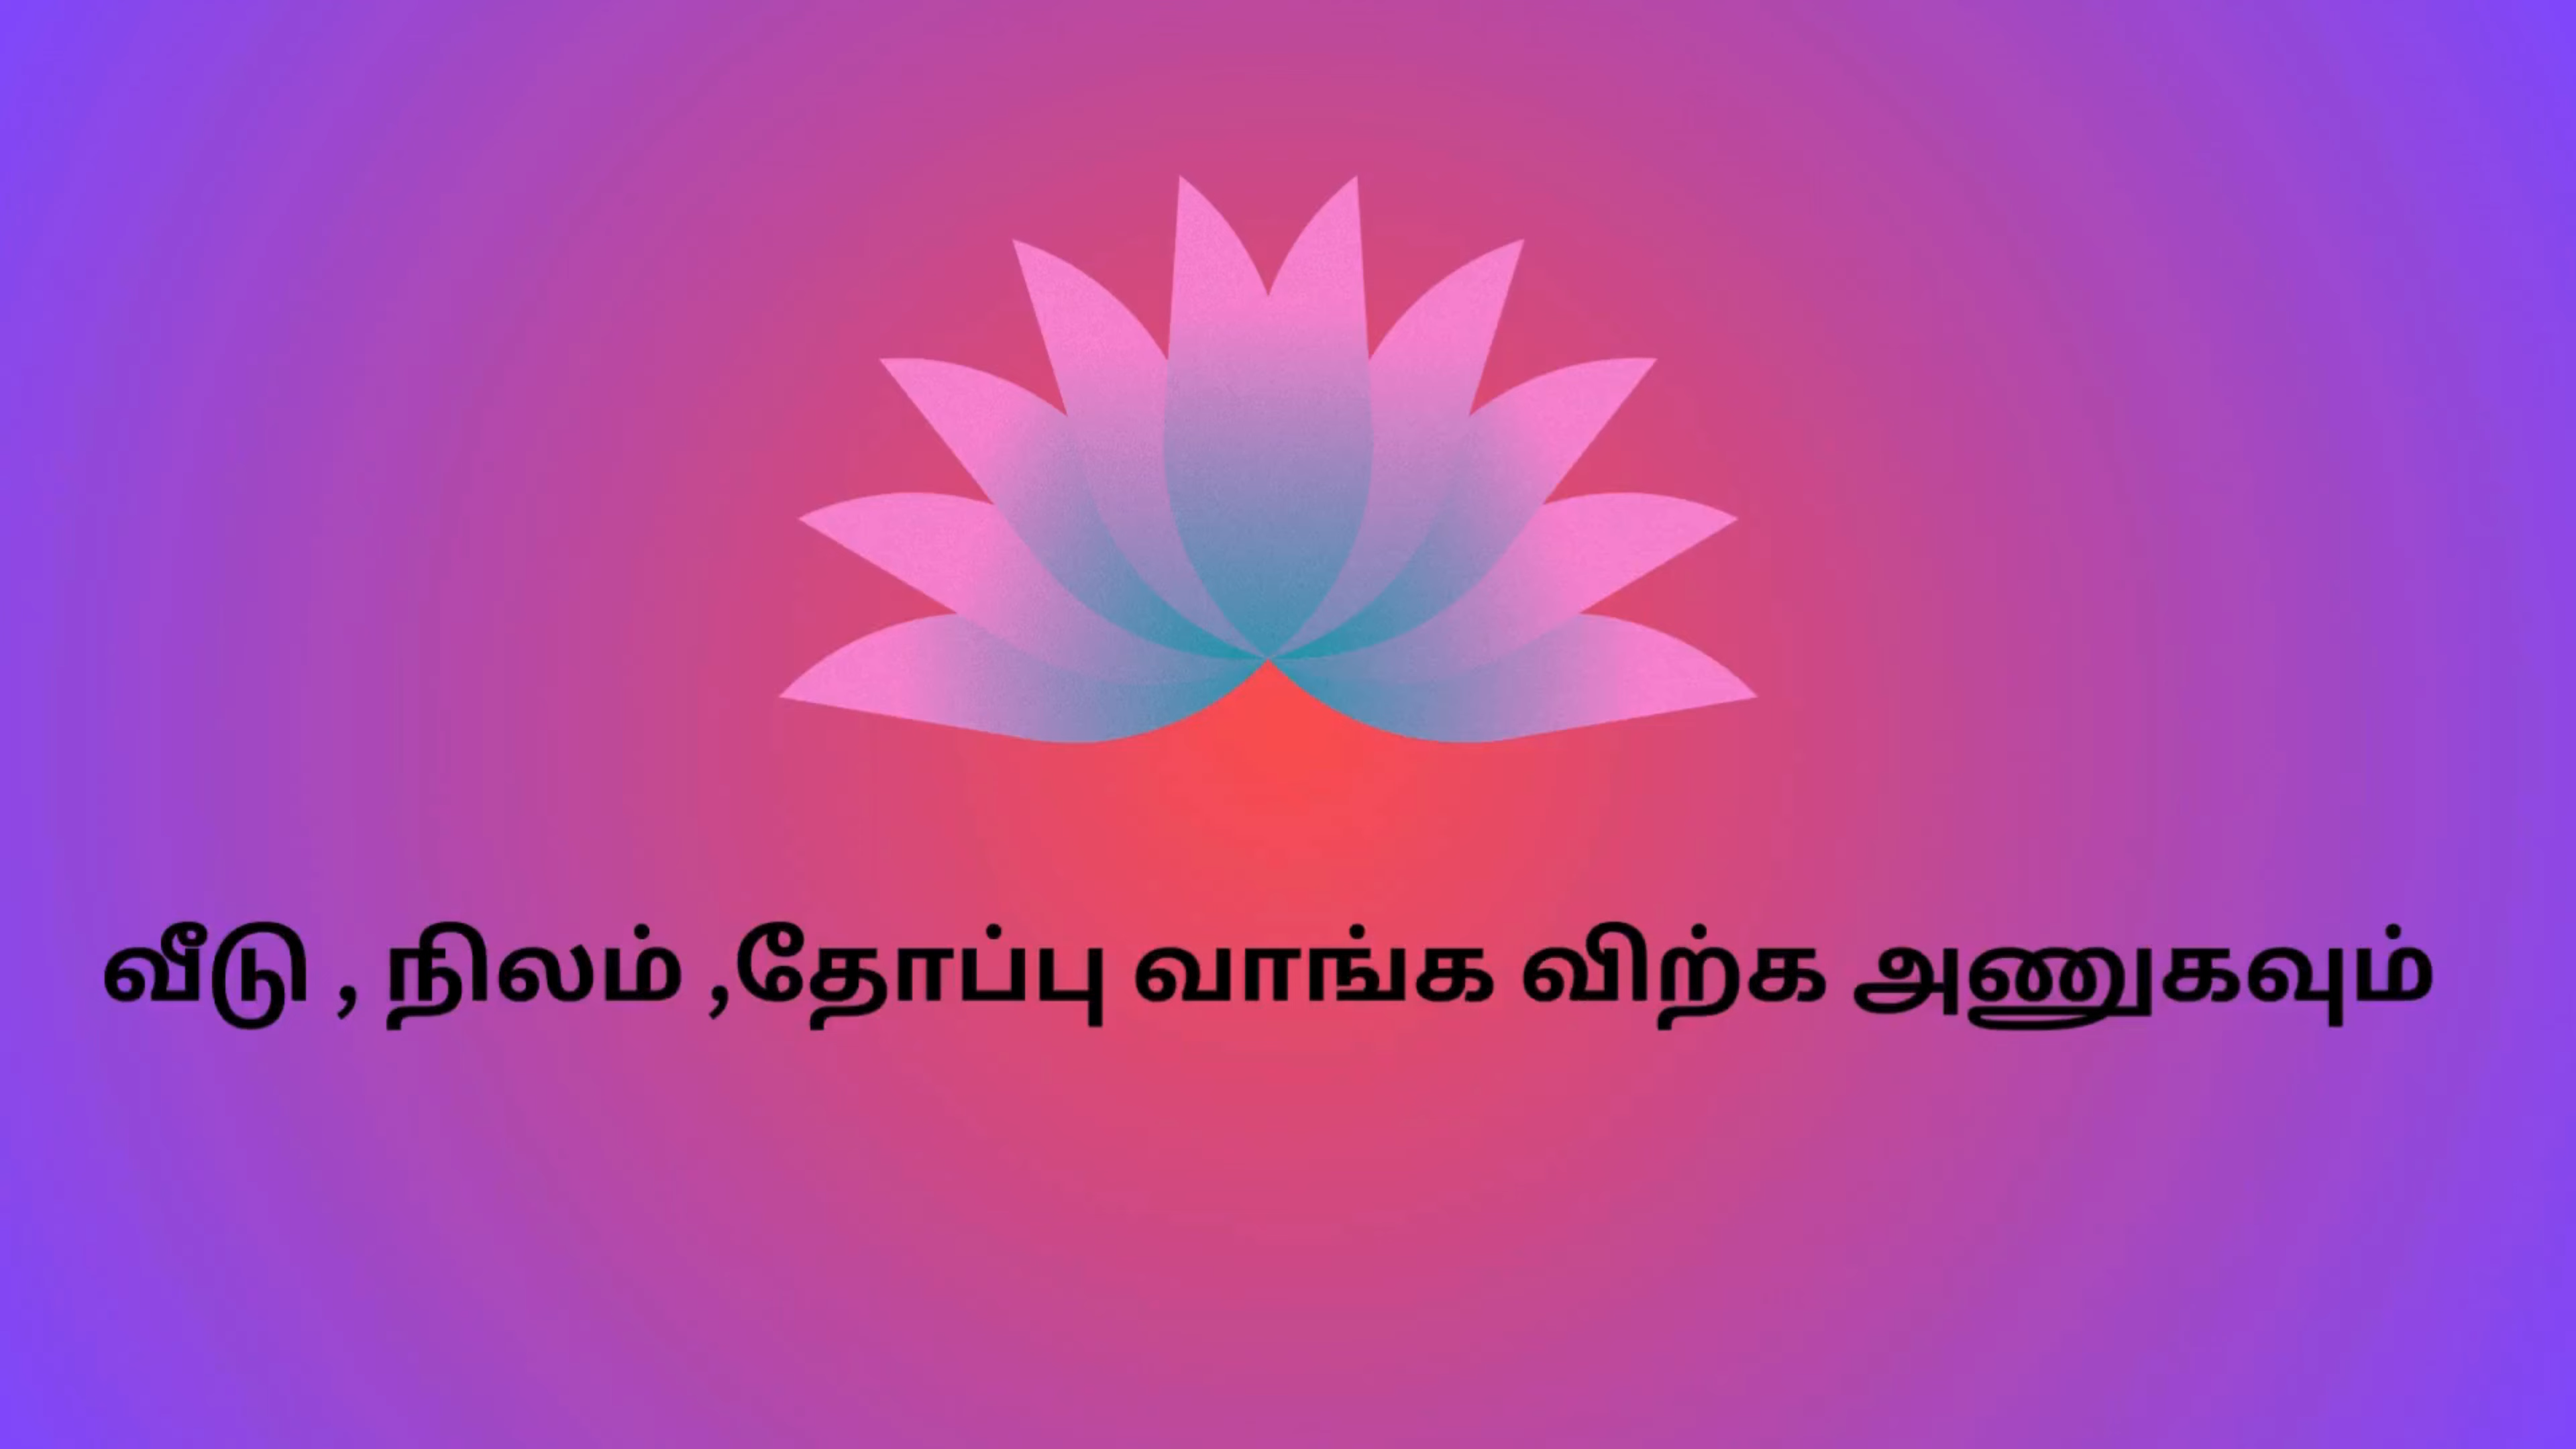 வீடு , நிலம் ,தோப்பு வாங்க விற்க அணுகவும்